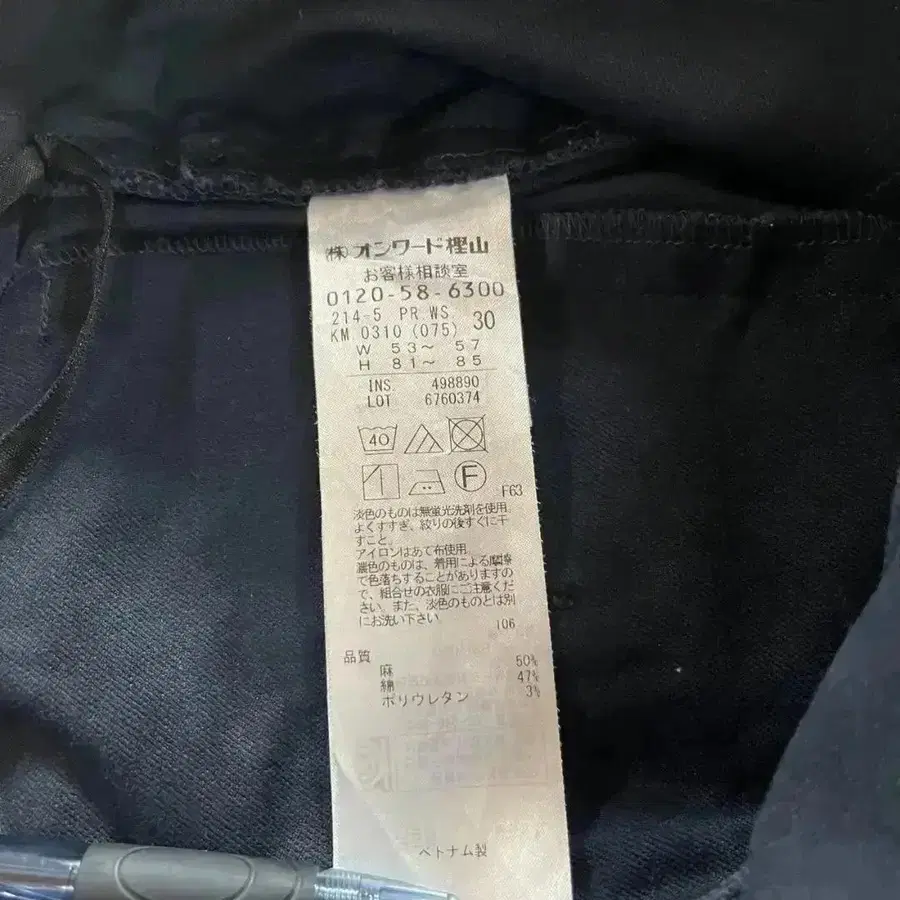 ㈱オンワード樫山
お客様相談室
0120-58-6300
214-5 PR WS
KM 0310 (075) 30
W 53～ 57
H 81～ 85
INS. 498890
LOT 6760374
40
F
F63
淡色のものは無蛍光洗剤を使用
よくすすぎ、絞りの後すぐに干
すこと。
アイロンはあて布使用
濃色のものは、着用による摩擦
で色落ちすることがありますの
で、組合せの衣服にご注意くだ
さい。また、淡色のものとは別
にお洗い下さい。
106
品質
麻 50%
綿 47%
ポリウレタン 3%
ベトナム製